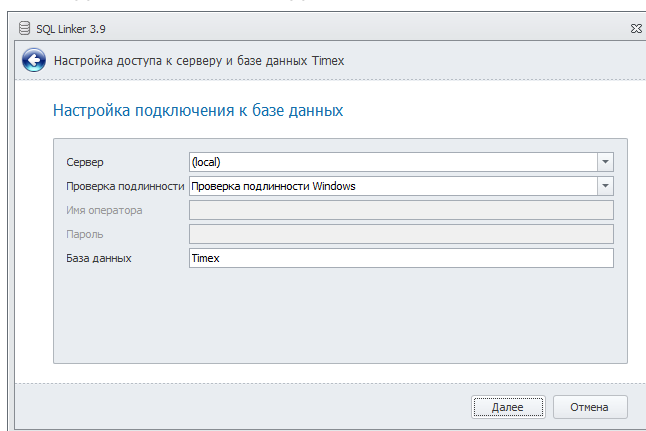 SQL Linker 3.9
Настройка доступа к серверу и базе данных Timex
Настройка подключения к базе данных
Сервер (local)
Проверка подлинности Проверка подлинности Windows
Имя оператора
Пароль
База данных Timex
Далее Отмена